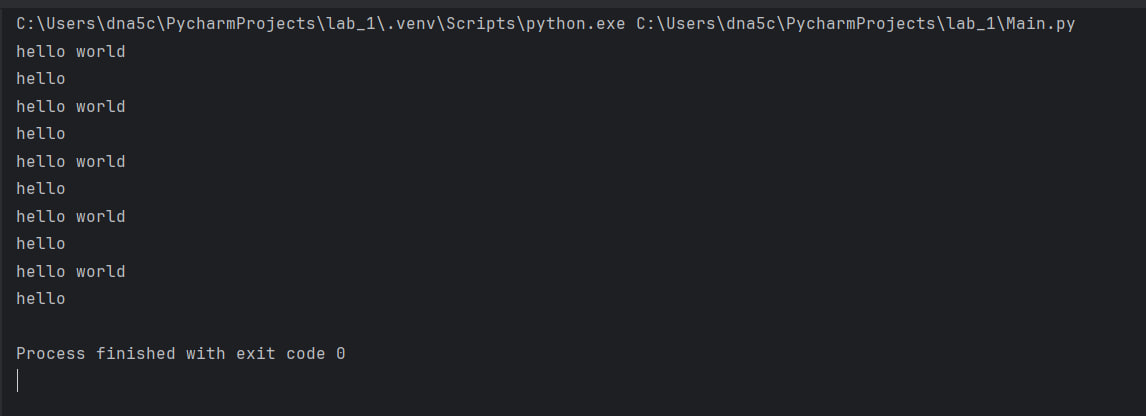 C:\Users\dna5c\PycharmProjects\lab_1\.venv\Scripts\python.exe C:\Users\dna5c\PycharmProjects\lab_1\Main.py
hello world
hello
hello world
hello
hello world
hello
hello world
hello
hello world
hello
Process finished with exit code 0